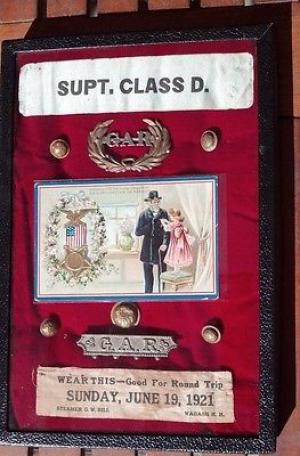 SUPT. CLASS D.
G.A.R.
G.A.R.
WEAR THIS—Good For Round Trip
SUNDAY, JUNE 19, 1921
STEAMER G. W. HILL
WABASH R. R.